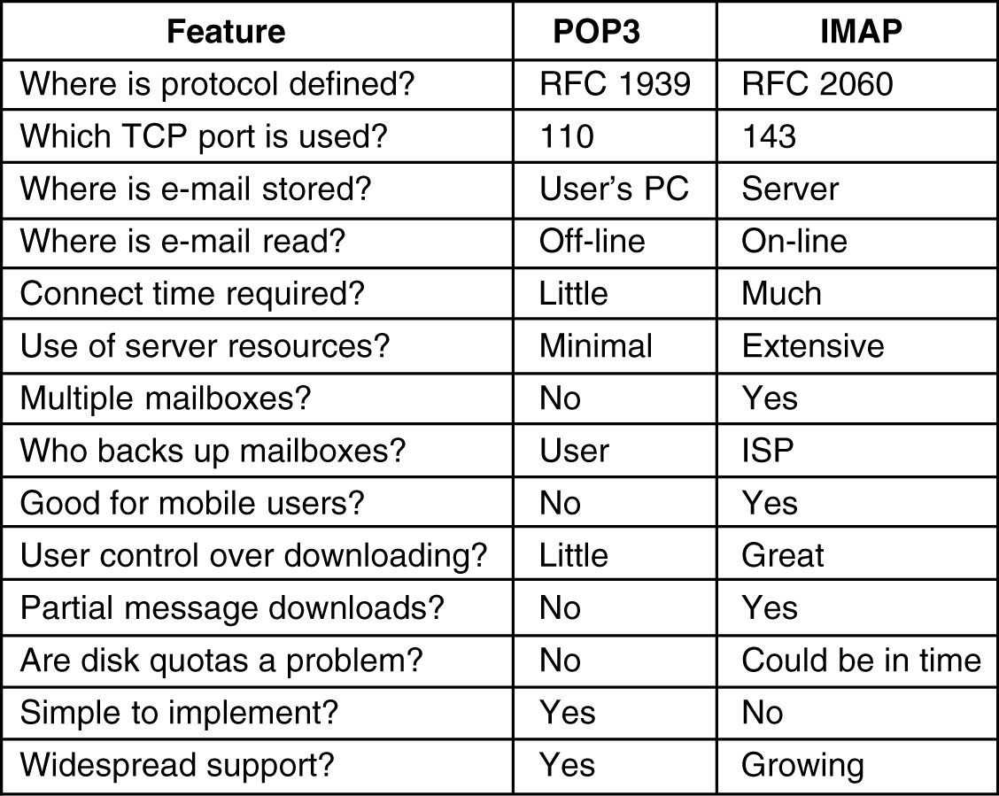 Feature POP3 IMAP
Where is protocol defined? RFC 1939 RFC 2060
Which TCP port is used? 110 143
Where is e-mail stored? User’s PC Server
Where is e-mail read? Off-line On-line
Connect time required? Little Much
Use of server resources? Minimal Extensive
Multiple mailboxes? No Yes
Who backs up mailboxes? User ISP
Good for mobile users? No Yes
User control over downloading? Little Great
Partial message downloads? No Yes
Are disk quotas a problem? No Could be in time
Simple to implement? Yes No
Widespread support? Yes Growing